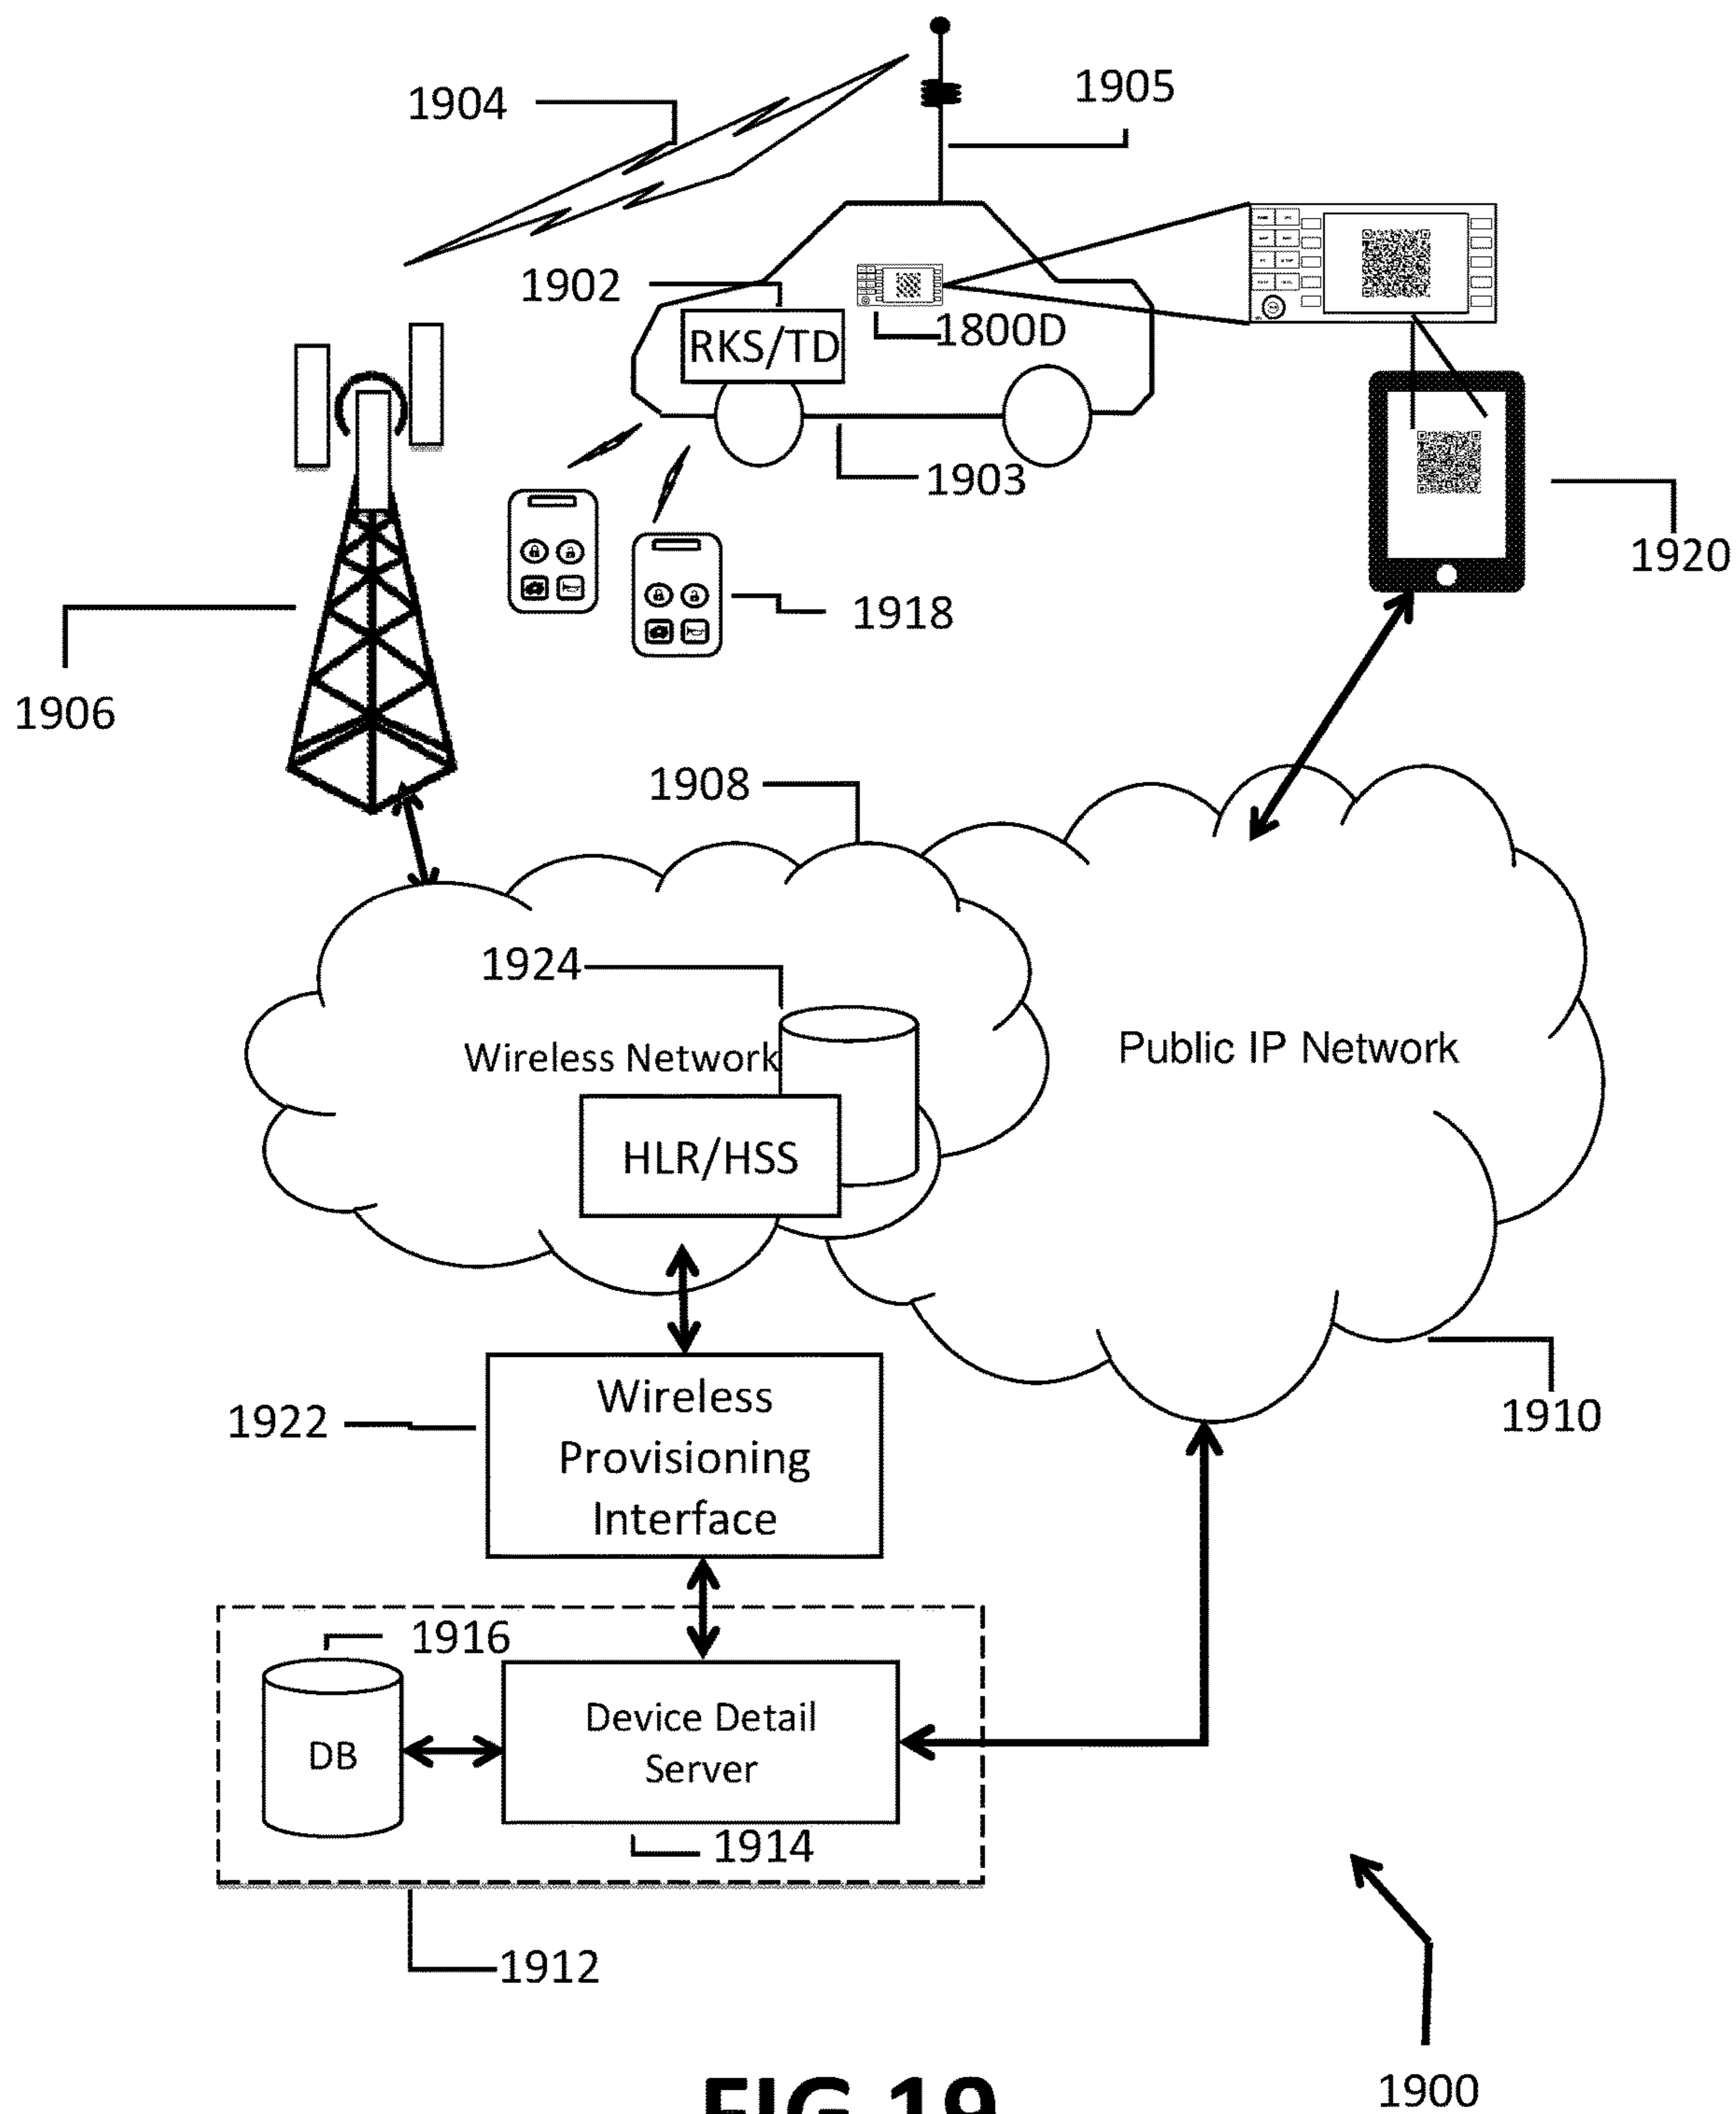 1904
1905
1902
RKS/TD
1800D
1903
1920
1918
1906
1908
1924
Wireless Network
Public IP Network
HLR/HSS
1910
1922
Wireless
Provisioning
Interface
1916
DB
Device Detail
Server
1914
1912
1900
FIG 19